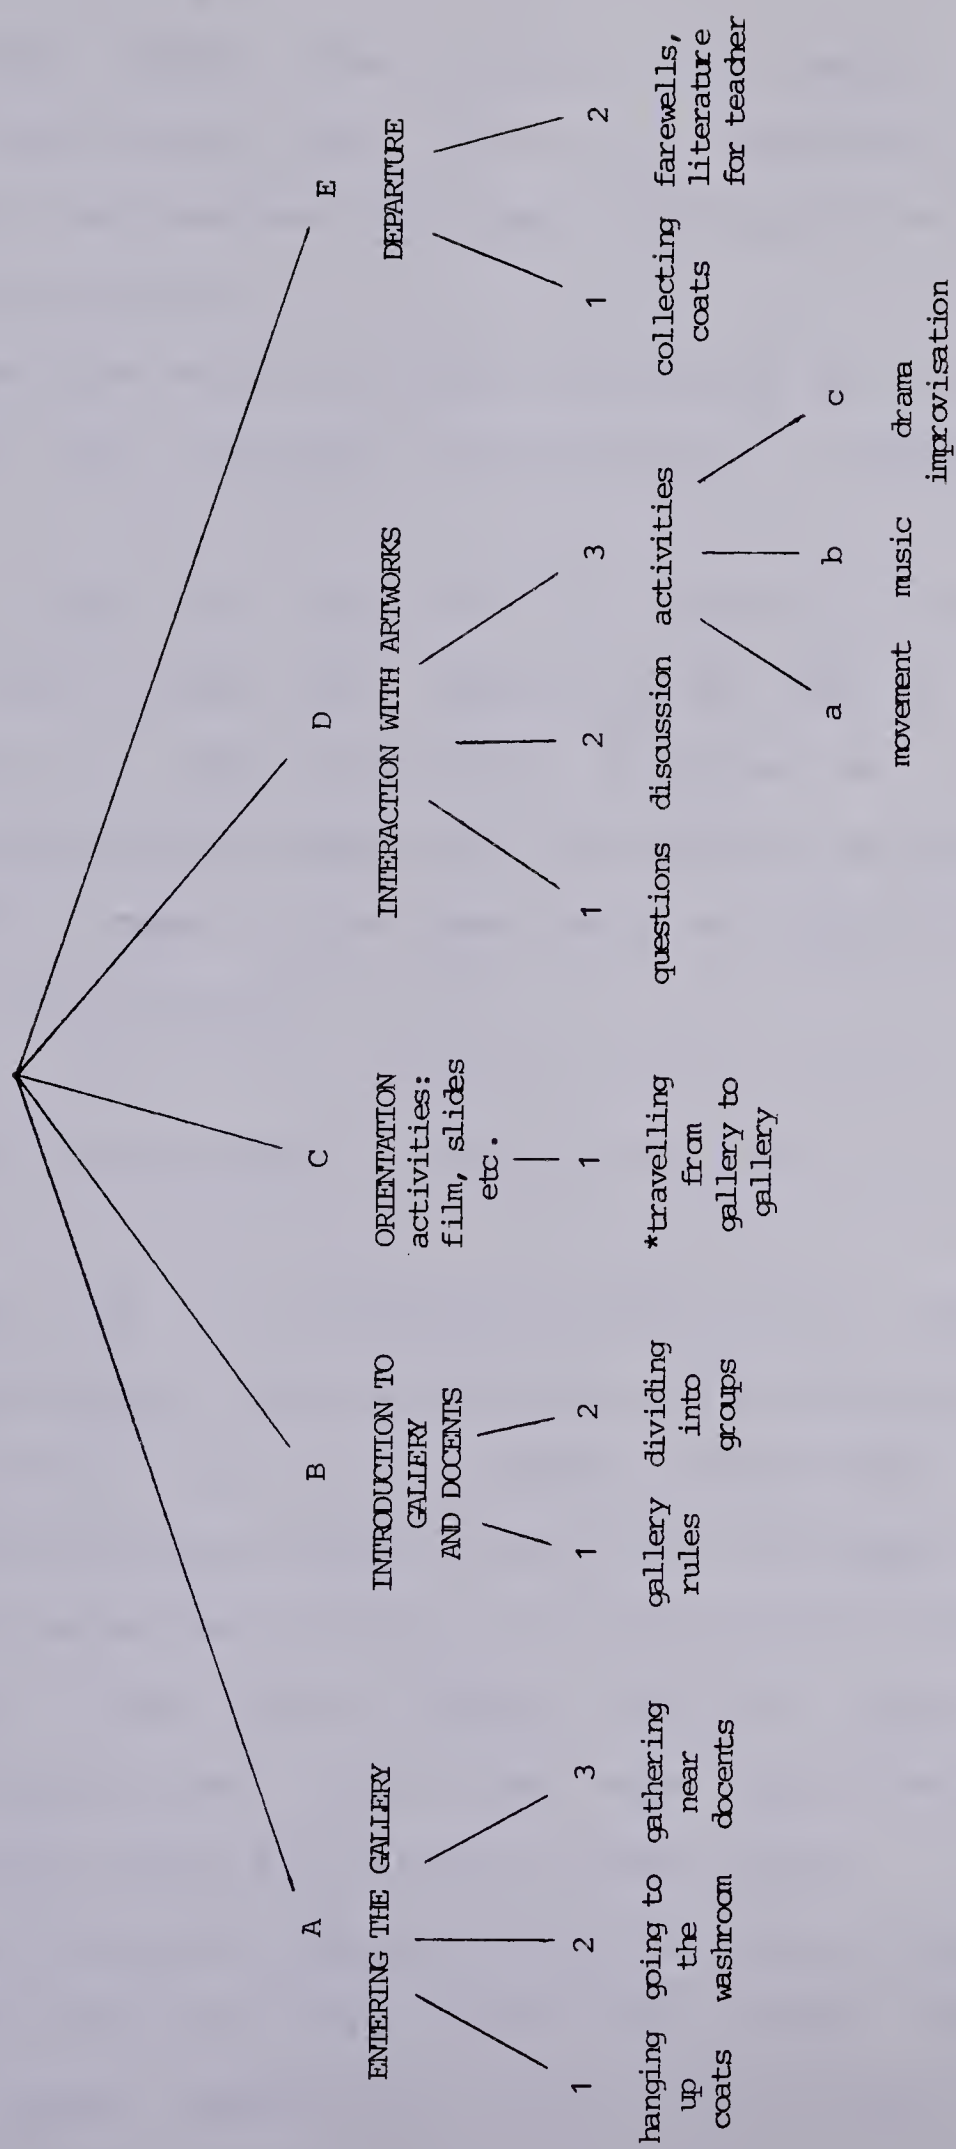 A
B
C
D
E
ENTERING THE GALLERY
INTRODUCTION TO
GALLERY
AND DOCENTS
ORIENTATION
activities:
film, slides
etc.
INTERACTION WITH ARTWORKS
DEPARTURE
1
2
3
1
2
1
1
2
3
1
2
hanging
up
coats
going to
the
washroom
gathering
near
docents
gallery
rules
dividing
into
groups
*travelling
from
gallery to
gallery
questions
discussion
activities
collecting
coats
farewells,
literature
for teacher
a
b
c
movement
music
drama
improvisation